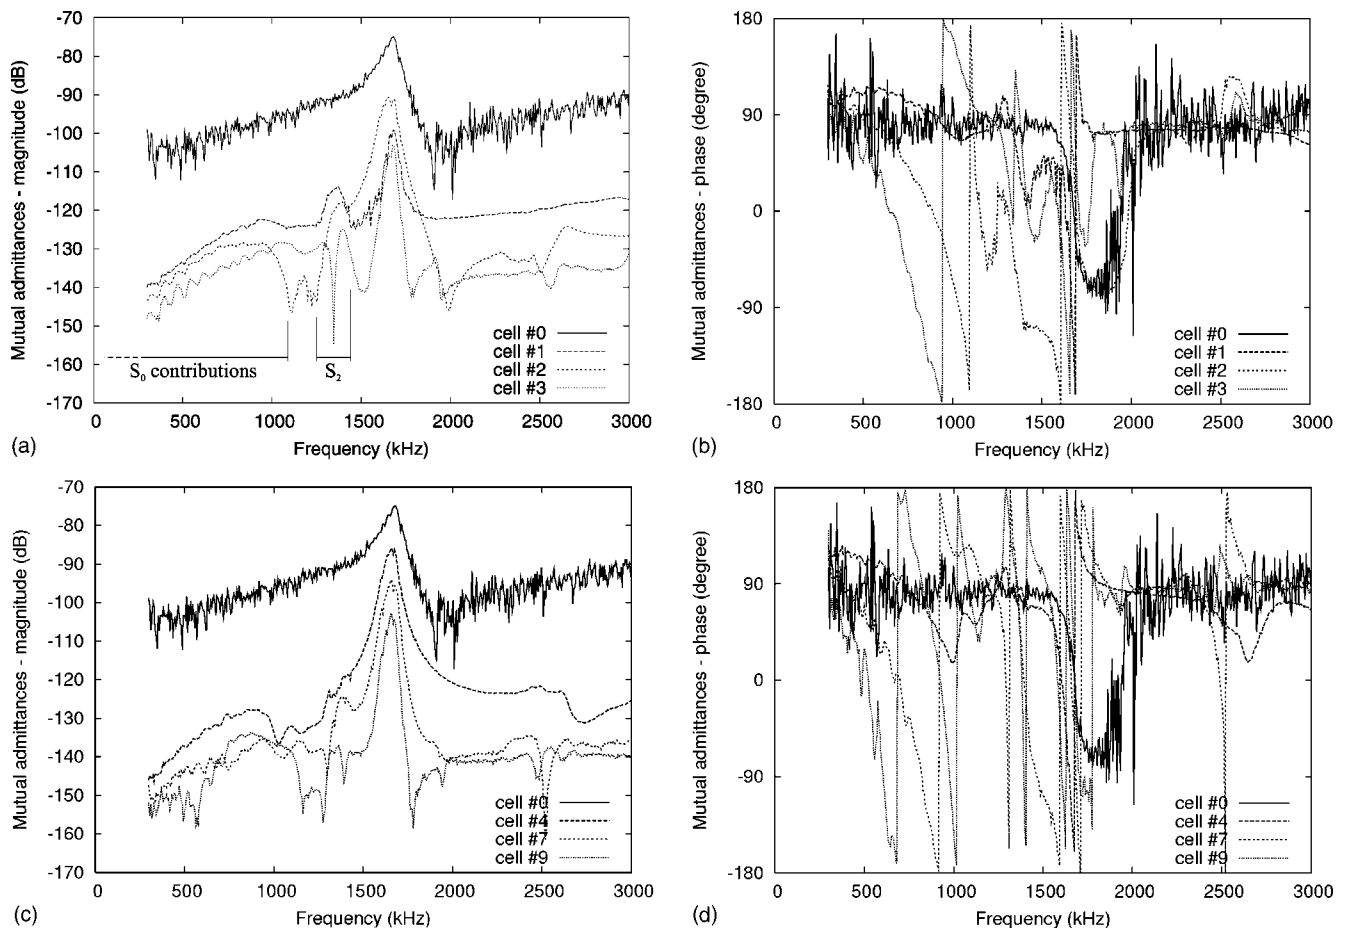 -70
-75
-90
-100
-110
-120
-130
-140
-150
-160
-170
Mutual admittances - magnitude (dB)
S0 contributions
S2
cell #0
cell #1
cell #2
cell #3
0 500 1000 1500 2000 2500 3000
Frequency (kHz)
(a)
180
90
0
-90
-180
Mutual admittances - phase (degree)
cell #0
cell #1
cell #2
cell #3
0 500 1000 1500 2000 2500 3000
Frequency (kHz)
(b)
-70
-80
-90
-100
-110
-120
-130
-140
-150
-160
-170
Mutual admittances - magnitude (dB)
cell #0
cell #4
cell #7
cell #9
0 500 1000 1500 2000 2500 3000
Frequency (kHz)
(c)
180
90
0
-90
-180
Mutual admittances - phase (degree)
cell #0
cell #4
cell #7
cell #9
0 500 1000 1500 2000 2500 3000
Frequency (kHz)
(d)